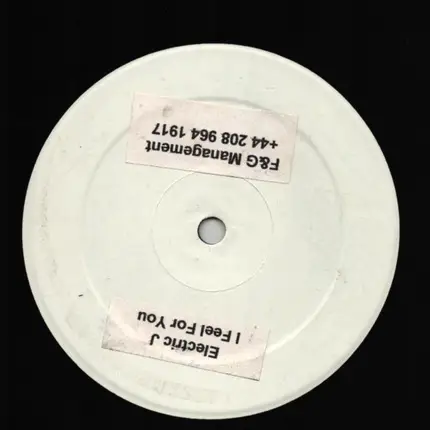 Electric J
I Feel For You
F&G Management
+44 208 964 1917